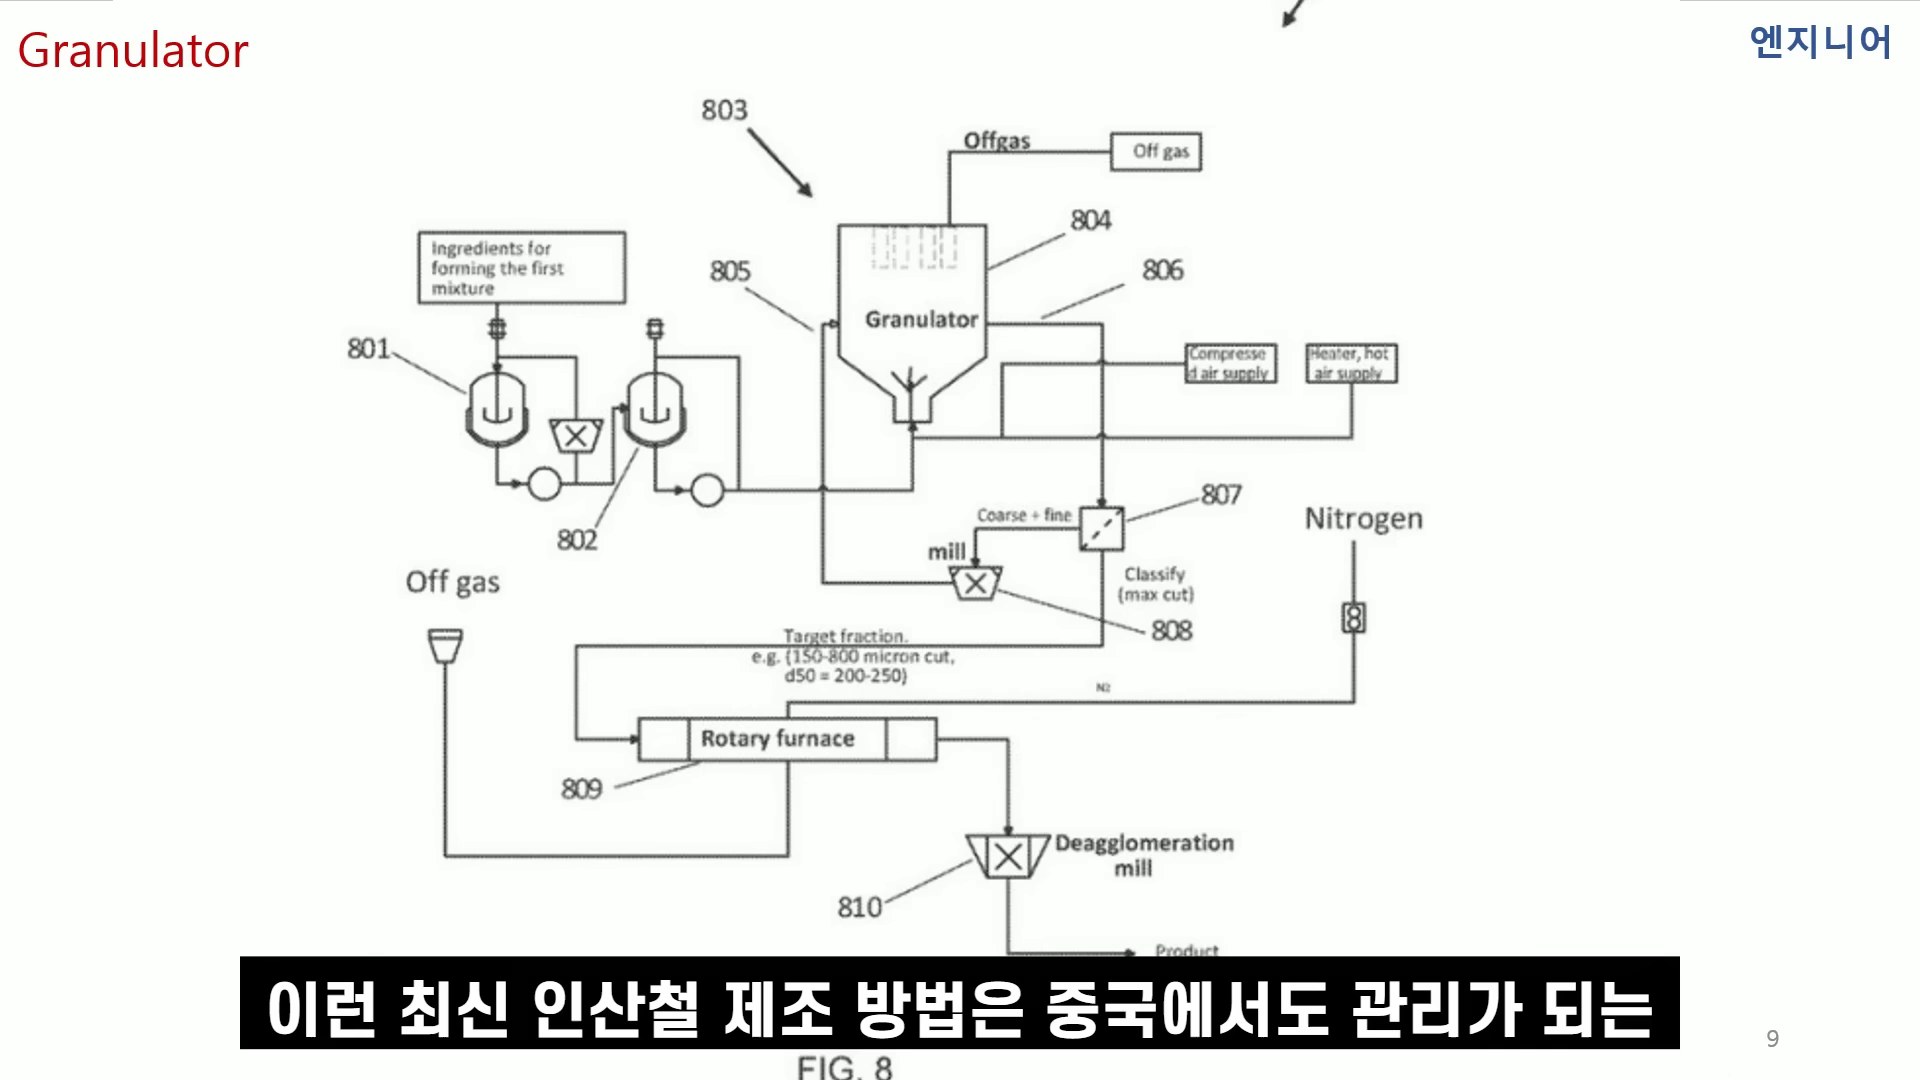 Granulator
엔지니어
803
Offgas
Off gas
804
Ingredients for
forming the first
mixture
805
806
Granulator
801
Compresse
d air supply
Heater, hot
air supply
807
Nitrogen
Coarse + fine
802
mill
Off gas
Classify
(max cut)
808
Target fraction.
e.g. (150-800 micron cut,
d50 = 200-250)
N2
Rotary furnace
809
Deagglomeration
mill
810
Product
이런 최신 인산철 제조 방법은 중국에서도 관리가 되는
9
FIG. 8